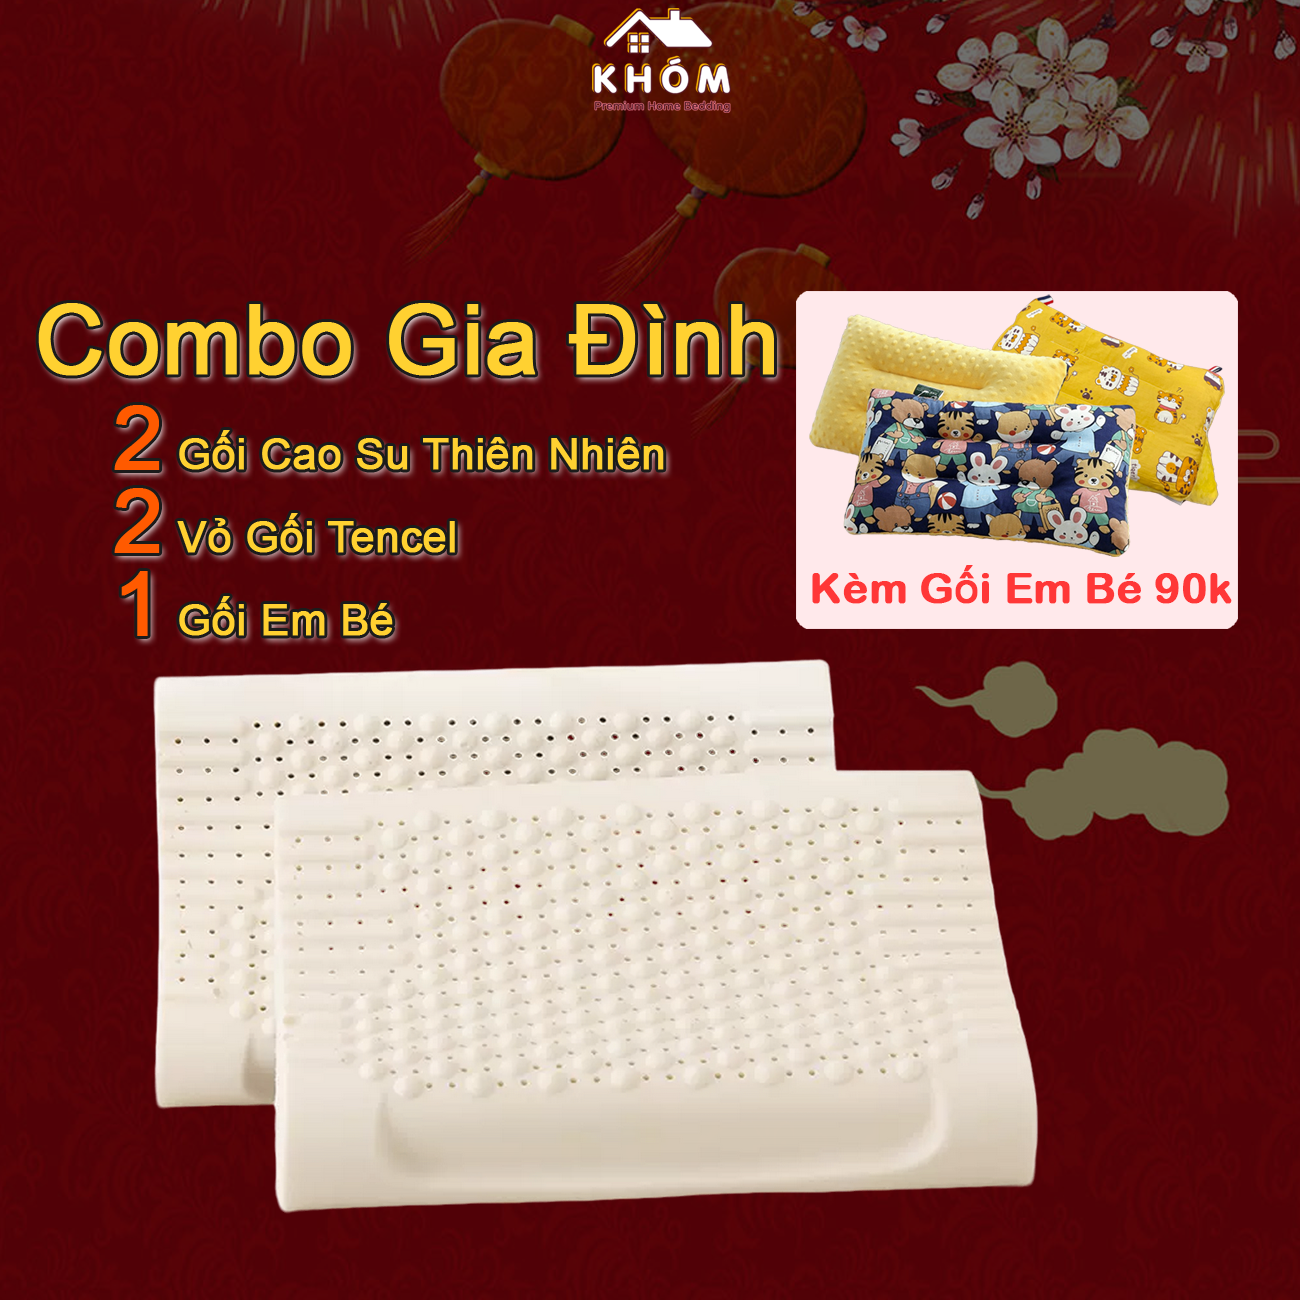 KHÓM
Premium Home Bedding
Combo Gia Đình
2 Gối Cao Su Thiên Nhiên
2 Vỏ Gối Tencel
1 Gối Em Bé
Kèm Gối Em Bé 90k